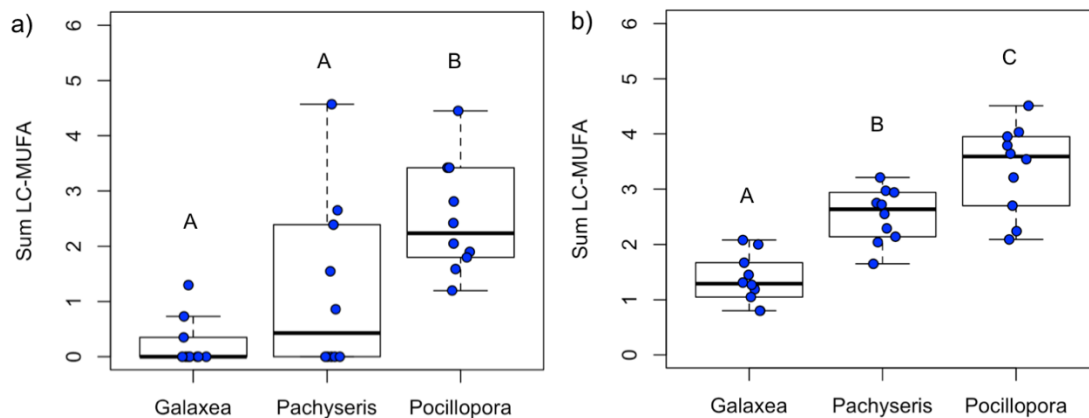 a)
Sum LC-MUFA
6
5
4
3
2
1
0
A
A
B
Galaxea
Pachyseris
Pocillopora
b)
Sum LC-MUFA
6
5
4
3
2
1
0
A
B
C
Galaxea
Pachyseris
Pocillopora